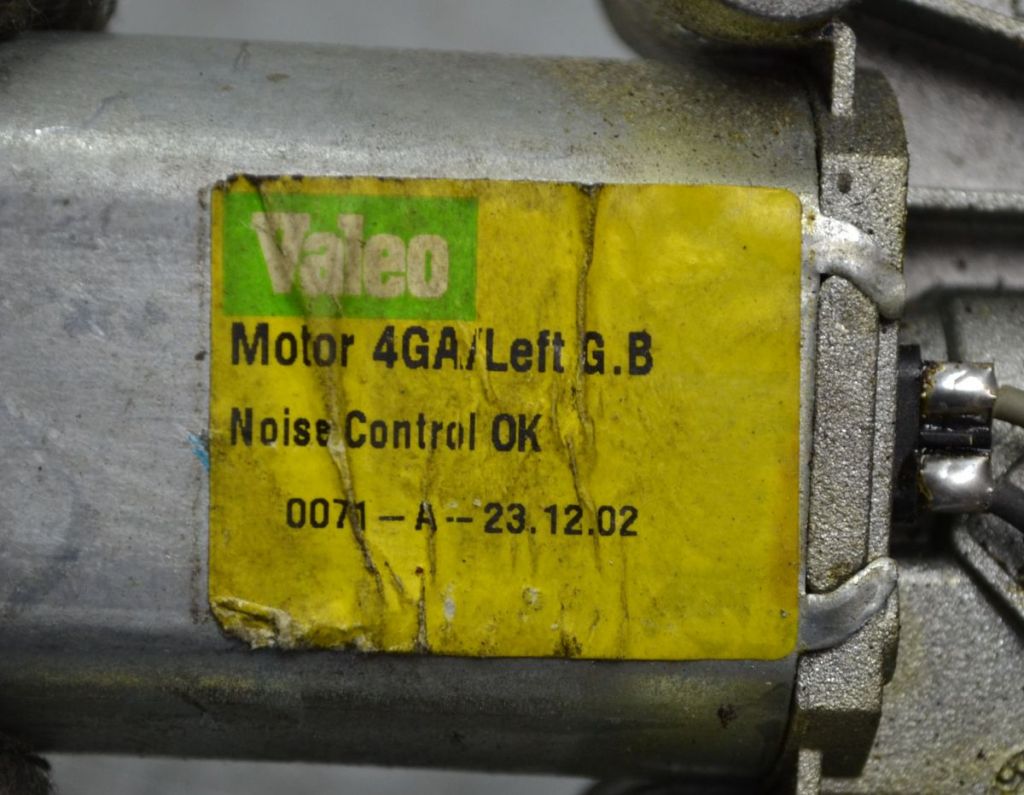 Valeo
Motor 4GA/Left G.B
Noise Control OK
0071 – A – 23.12.02